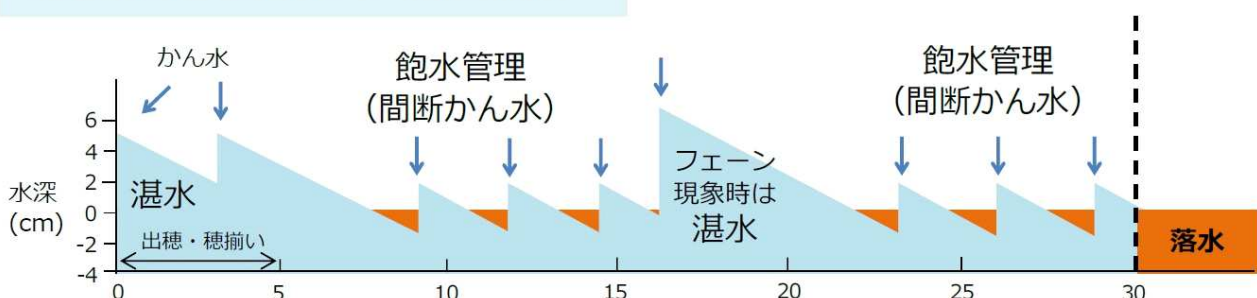 かん水
飽水管理
(間断かん水)
飽水管理
(間断かん水)
水深
(cm)
6
4
2
0
-2
-4
湛水
出穂・穂揃い
フェーン
現象時は
湛水
落水
0
5
10
15
20
25
30